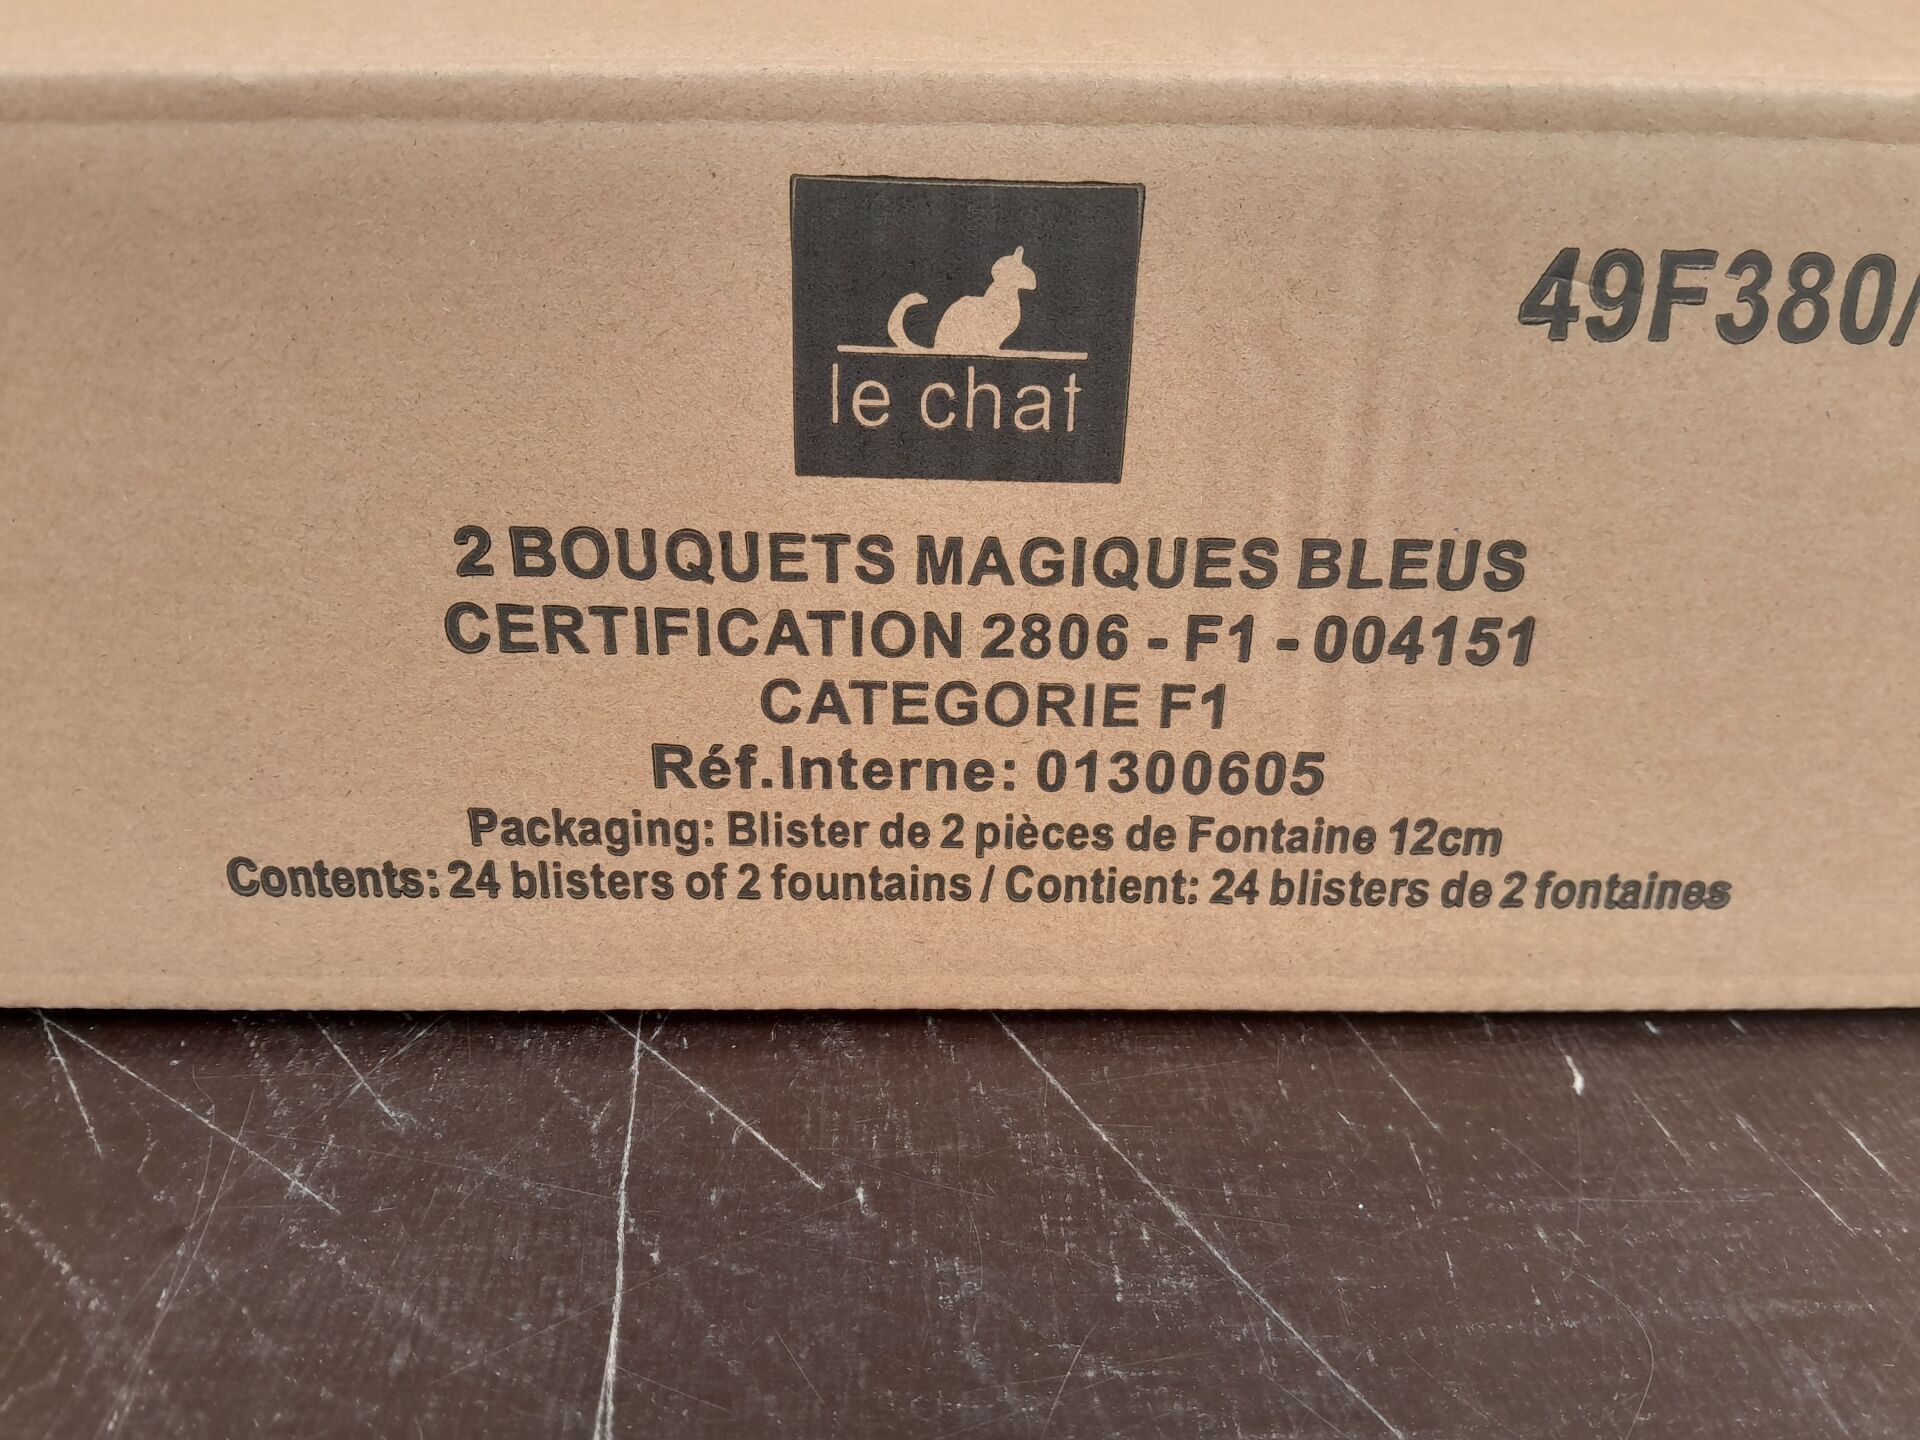 le chat
49F380/
2 BOUQUETS MAGIQUES BLEUS
CERTIFICATION 2806 - F1 - 004151
CATEGORIE F1
Réf.Interne: 01300605
Packaging: Blister de 2 pièces de Fontaine 12cm
Contents: 24 blisters of 2 fountains / Contient: 24 blisters de 2 fontaines